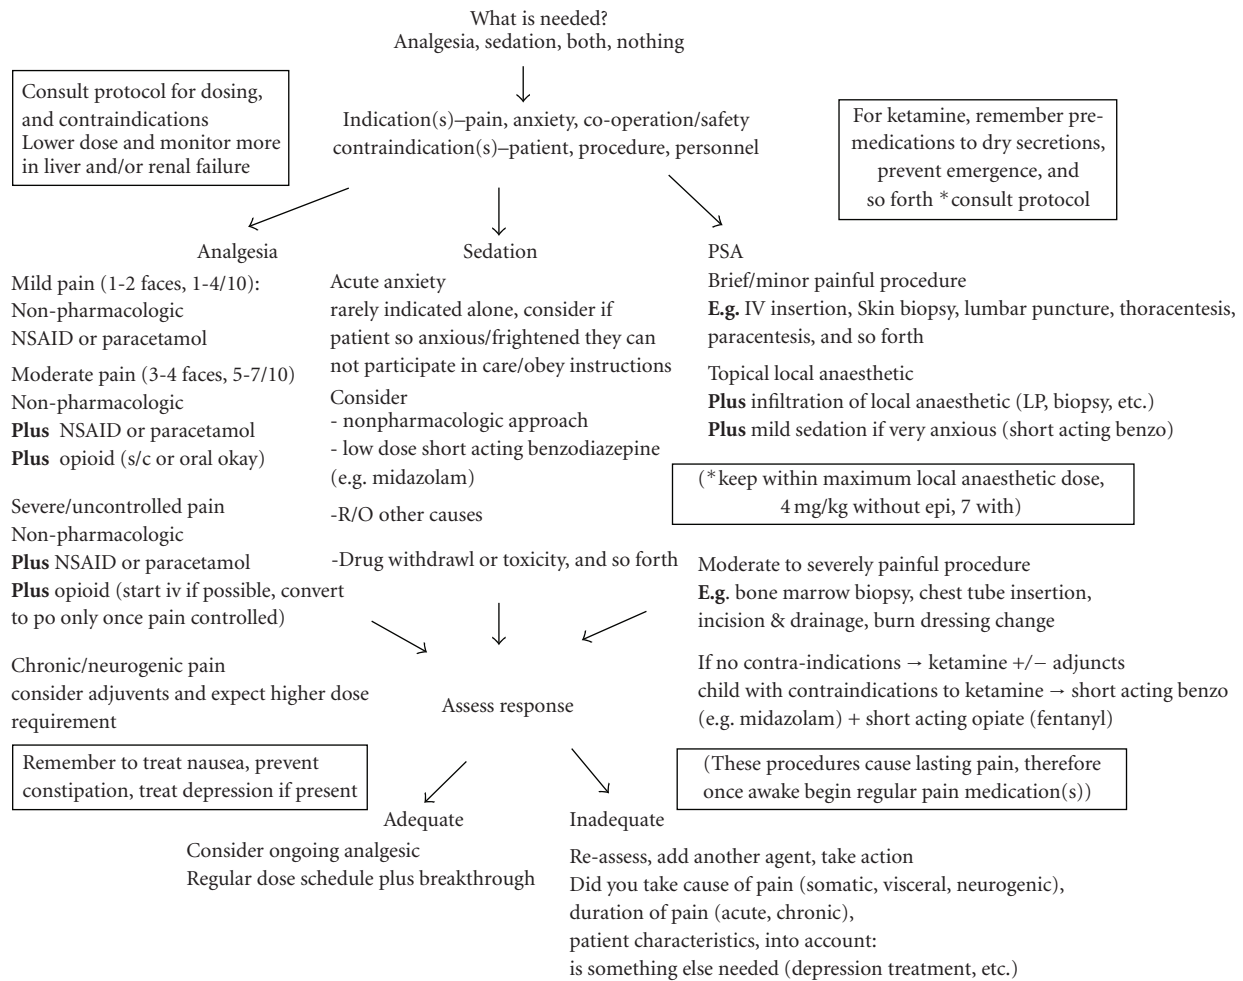 What is needed?
Analgesia, sedation, both, nothing
Consult protocol for dosing,
and contraindications
Lower dose and monitor more
in liver and/or renal failure
Indication(s)–pain, anxiety, co-operation/safety
contraindication(s)–patient, procedure, personnel
For ketamine, remember pre-
medications to dry secretions,
prevent emergence, and
so forth *consult protocol
Analgesia
Mild pain (1-2 faces, 1-4/10):
Non-pharmacologic
NSAID or paracetamol
Moderate pain (3-4 faces, 5-7/10)
Non-pharmacologic
Plus NSAID or paracetamol
Plus opioid (s/c or oral okay)
Severe/uncontrolled pain
Non-pharmacologic
Plus NSAID or paracetamol
Plus opioid (start iv if possible, convert
to po only once pain controlled)
Chronic/neurogenic pain
consider adjuvents and expect higher dose
requirement
Remember to treat nausea, prevent
constipation, treat depression if present
Sedation
Acute anxiety
rarely indicated alone, consider if
patient so anxious/frightened they can
not participate in care/obey instructions
Consider
- nonpharmacologic approach
- low dose short acting benzodiazepine
(e.g. midazolam)
-R/O other causes
-Drug withdrawl or toxicity, and so forth
PSA
Brief/minor painful procedure
E.g. IV insertion, Skin biopsy, lumbar puncture, thoracentesis,
paracentesis, and so forth
Topical local anaesthetic
Plus infiltration of local anaesthetic (LP, biopsy, etc.)
Plus mild sedation if very anxious (short acting benzo)
(*keep within maximum local anaesthetic dose,
4 mg/kg without epi, 7 with)
Moderate to severely painful procedure
E.g. bone marrow biopsy, chest tube insertion,
incision & drainage, burn dressing change
If no contra-indications → ketamine +/− adjuncts
child with contraindications to ketamine → short acting benzo
(e.g. midazolam) + short acting opiate (fentanyl)
(These procedures cause lasting pain, therefore
once awake begin regular pain medication(s))
Assess response
Adequate
Consider ongoing analgesic
Regular dose schedule plus breakthrough
Inadequate
Re-assess, add another agent, take action
Did you take cause of pain (somatic, visceral, neurogenic),
duration of pain (acute, chronic),
patient characteristics, into account:
is something else needed (depression treatment, etc.)